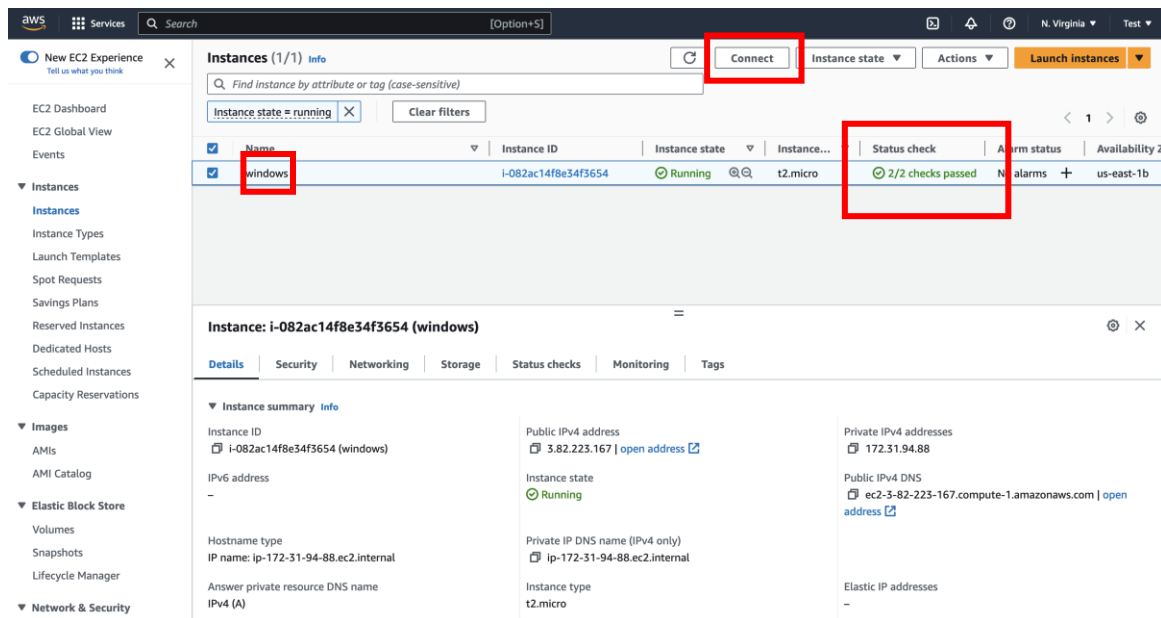 aws Services Search [Option+S] N. Virginia Test
New EC2 Experience
Tell us what you think
EC2 Dashboard
EC2 Global View
Events
Instances
Instances
Instance Types
Launch Templates
Spot Requests
Savings Plans
Reserved Instances
Dedicated Hosts
Scheduled Instances
Capacity Reservations
Images
AMIs
AMI Catalog
Elastic Block Store
Volumes
Snapshots
Lifecycle Manager
Network & Security
Instances (1/1) Info Connect Instance state Actions Launch instances
Find instance by attribute or tag (case-sensitive)
Instance state = running Clear filters
1
Name Instance ID Instance state Instance... Status check status Availability Z
windows i-082ac14f8e34f3654 Running t2.micro 2/2 checks passed alarms + us-east-1b
Instance: i-082ac14f8e34f3654 (windows)
Details Security Networking Storage Status checks Monitoring Tags
Instance summary Info
Instance ID
i-082ac14f8e34f3654 (windows)
Public IPv4 address
3.82.223.167 | open address
Private IPv4 addresses
172.31.94.88
IPv6 address
–
Instance state
Running
Public IPv4 DNS
ec2-3-82-223-167.compute-1.amazonaws.com | open
address
Hostname type
IP name: ip-172-31-94-88.ec2.internal
Private IP DNS name (IPv4 only)
ip-172-31-94-88.ec2.internal
Answer private resource DNS name
IPv4 (A)
Instance type
t2.micro
Elastic IP addresses
–